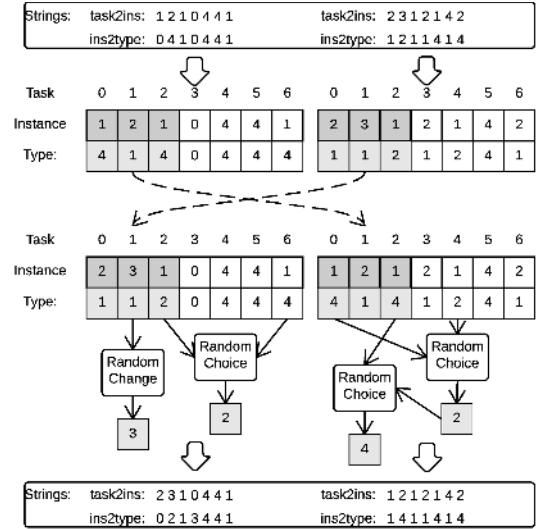 Strings: task2ins: 1 2 1 0 4 4 1 task2ins: 2 3 1 2 1 4 2
ins2type: 0 4 1 0 4 4 1 ins2type: 1 2 1 1 4 1 4
Task 0 1 2 3 4 5 6 0 1 2 3 4 5 6
Instance 1 2 1 0 4 4 1 2 3 1 2 1 4 2
Type: 4 1 4 0 4 4 4 1 1 2 1 2 4 1
Task 0 1 2 3 4 5 6 0 1 2 3 4 5 6
Instance 2 3 1 0 4 4 1 1 2 1 2 1 4 2
Type: 1 1 2 0 4 4 4 4 1 4 1 2 4 1
Random
Change
Random
Choice
Random
Choice
Random
Choice
3
2
4
2
Strings: task2ins: 2 3 1 0 4 4 1 task2ins: 1 2 1 2 1 4 2
ins2type: 0 2 1 3 4 4 1 ins2type: 1 4 1 1 4 1 4